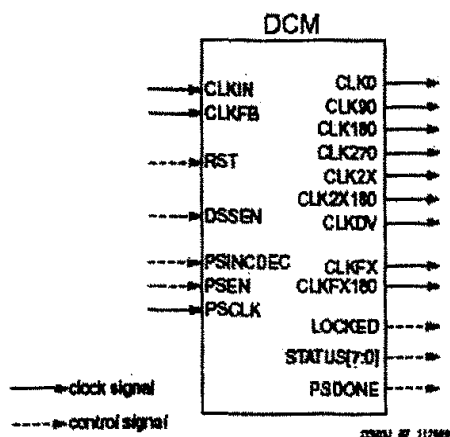 DCM
CLKIN
CLKFB
RST
DSSEN
PSINCDEC
PSEN
PSCLK
CLK0
CLK90
CLK180
CLK270
CLK2X
CLK2X180
CLKDV
CLKFX
CLKFX180
LOCKED
STATUS[7:0]
PSDONE
clock signal
control signal